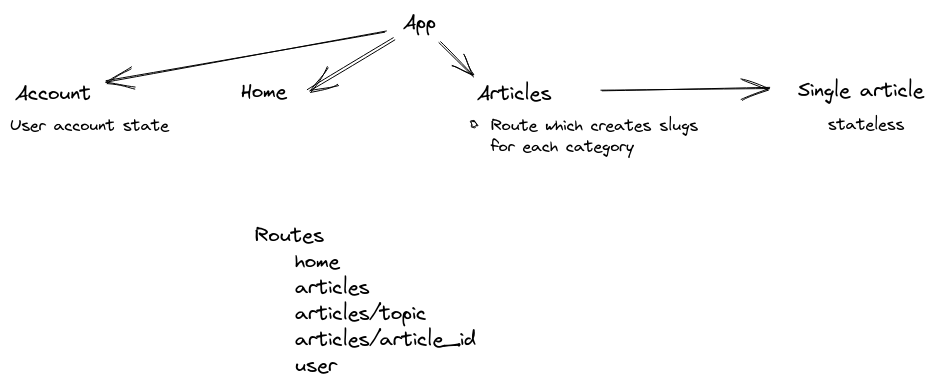 App
Account
Home
Articles
Single article
User account state
Route which creates slugs
for each category
stateless
Routes
home
articles
articles/topic
articles/article_id
user